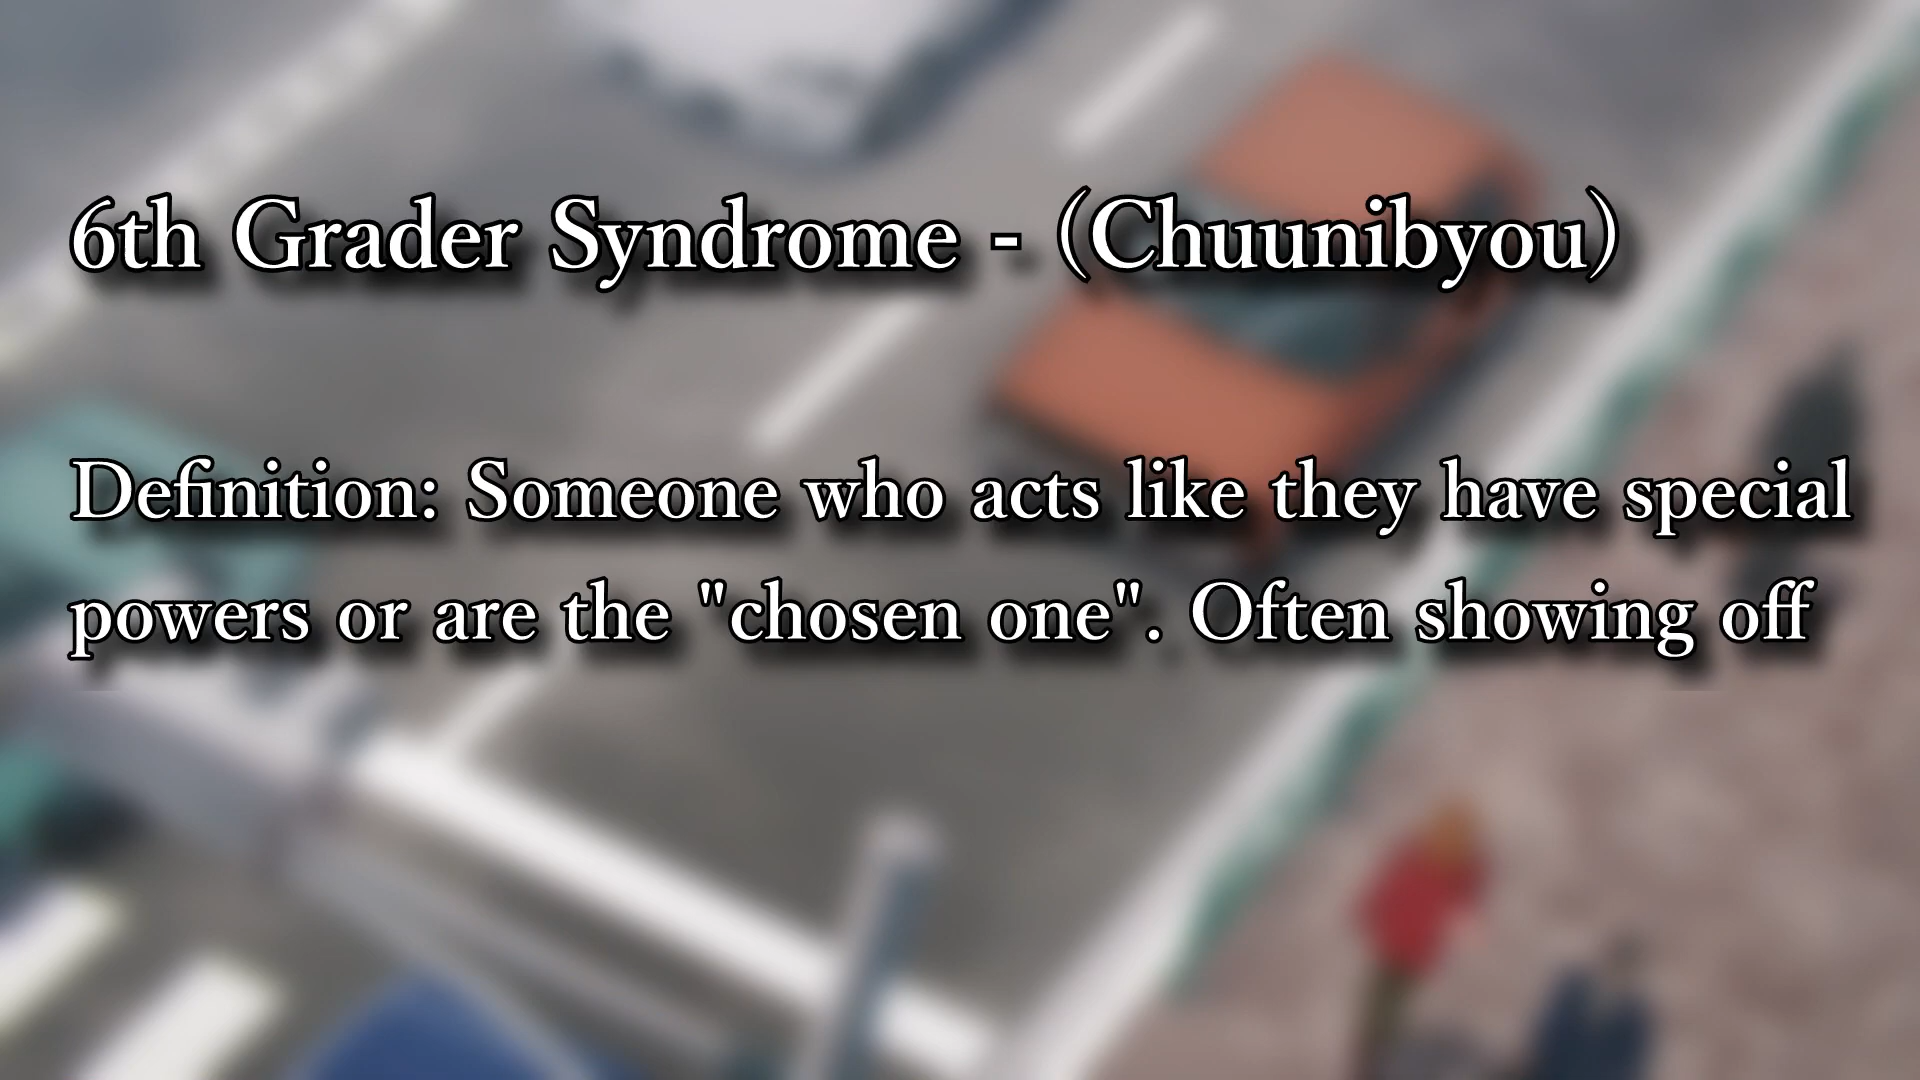 6th Grader Syndrome - (Chuunibyou)
Definition: Someone who acts like they have special
powers or are the "chosen one". Often showing off